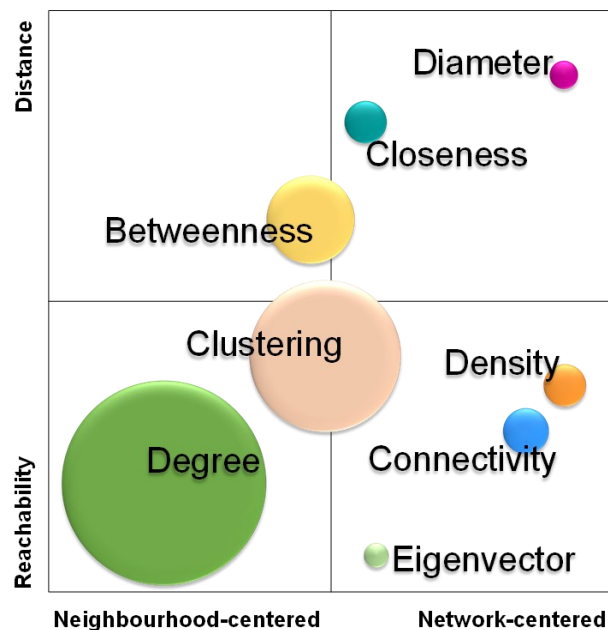 Distance
Diameter
Closeness
Betweenness
Clustering
Density
Degree
Connectivity
Reachability
Eigenvector
Neighbourhood-centered
Network-centered